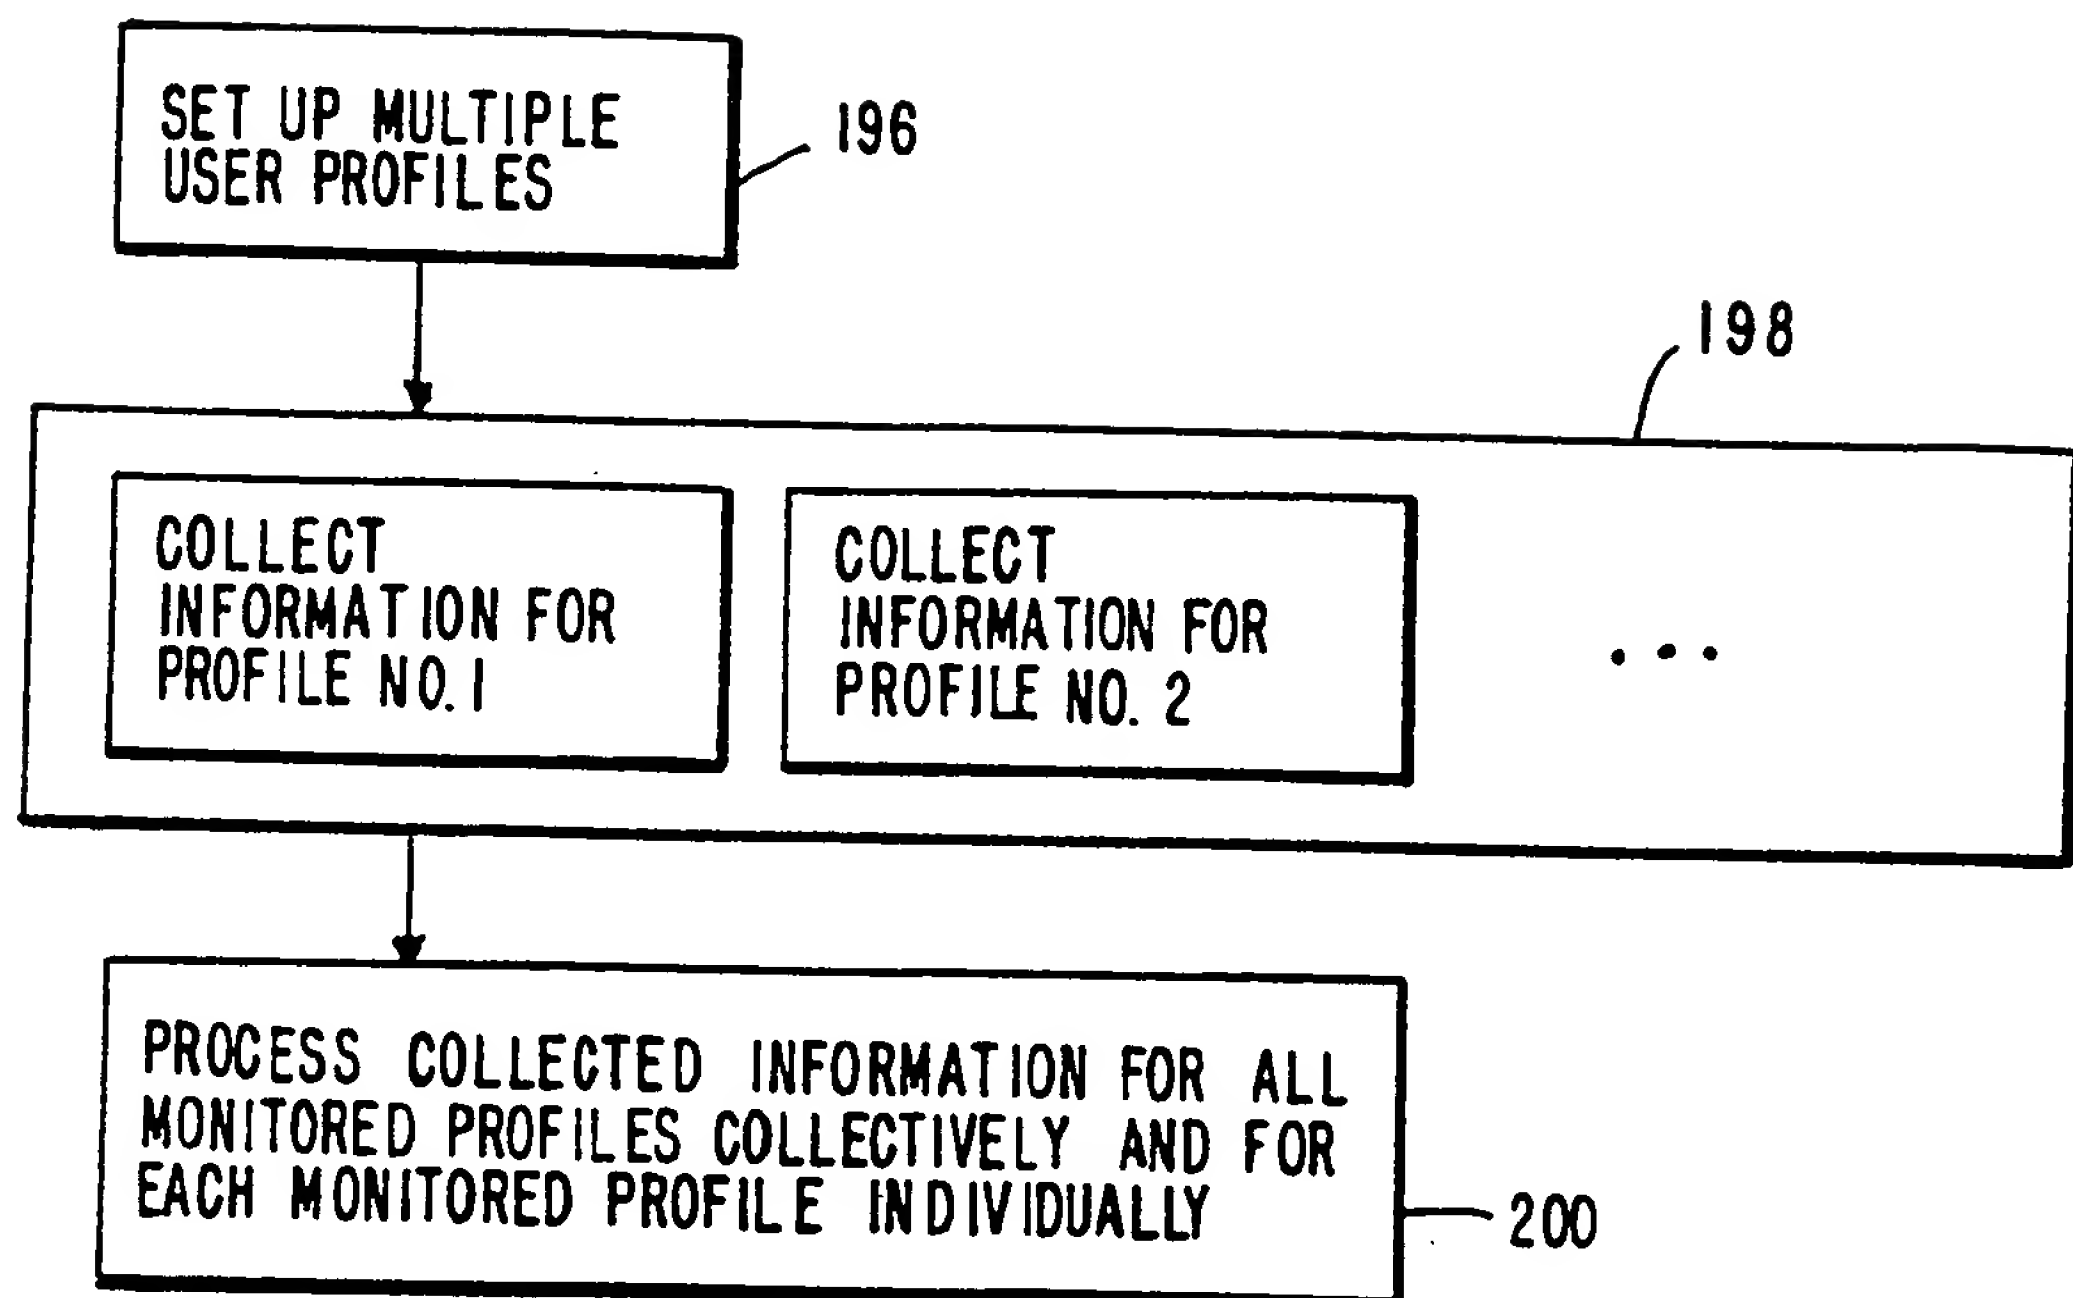 SET UP MULTIPLE
USER PROFILES
196
198
COLLECT
INFORMATION FOR
PROFILE NO. 1
COLLECT
INFORMATION FOR
PROFILE NO. 2
...
PROCESS COLLECTED INFORMATION FOR ALL
MONITORED PROFILES COLLECTIVELY AND FOR
EACH MONITORED PROFILE INDIVIDUALLY
200